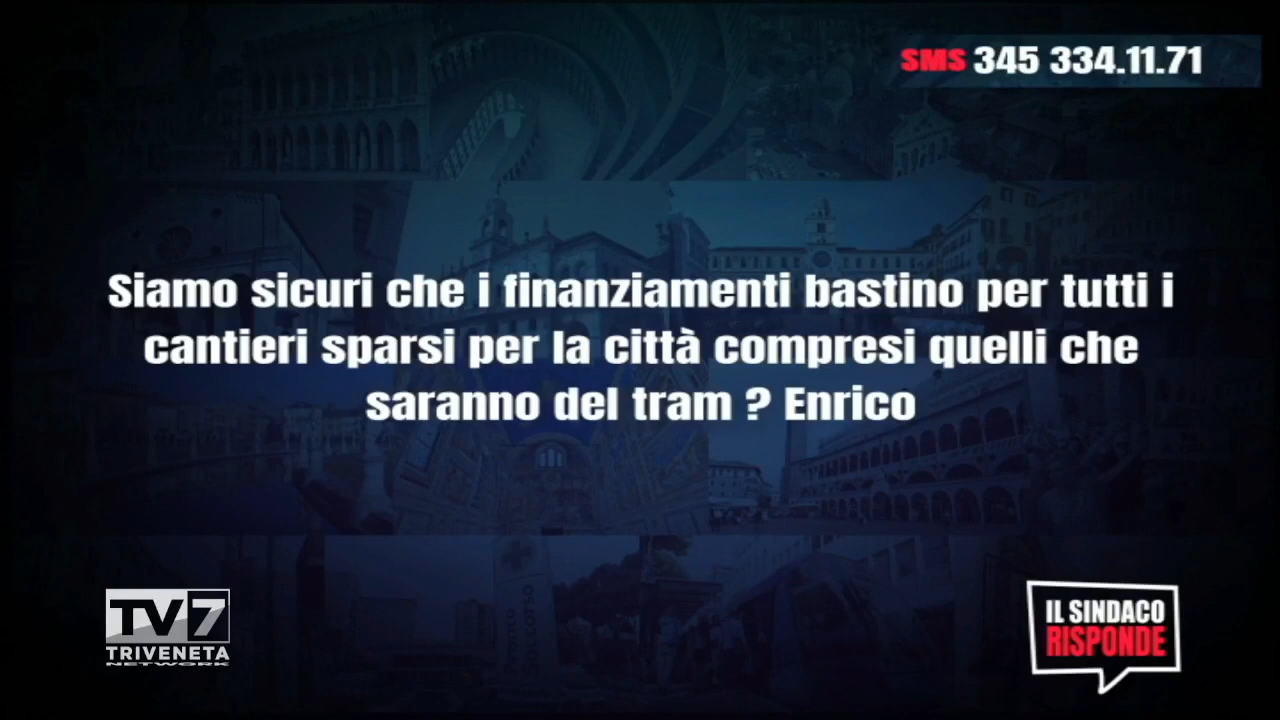 SMS 345 334.11.71
Siamo sicuri che i finanziamenti bastino per tutti i
cantieri sparsi per la città compresi quelli che
saranno del tram ? Enrico
TV7
TRIVENETA
NETWORK
IL SINDACO
RISPONDE